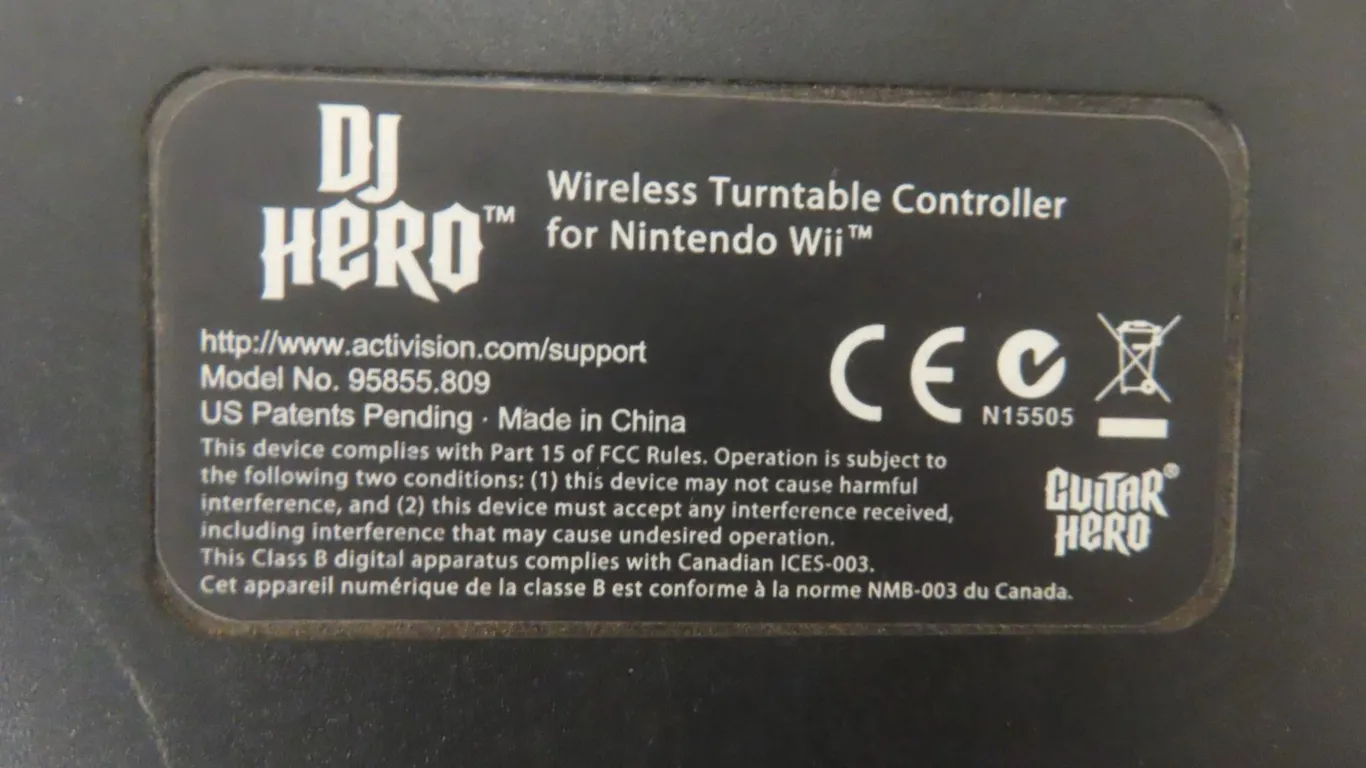 DJ
HERO™
Wireless Turntable Controller
for Nintendo Wii™
http://www.activision.com/support
Model No. 95855.809
US Patents Pending · Made in China
This device complies with Part 15 of FCC Rules. Operation is subject to
the following two conditions: (1) this device may not cause harmful
interference, and (2) this device must accept any interference received,
including interference that may cause undesired operation.
This Class B digital apparatus complies with Canadian ICES-003.
Cet appareil numérique de la classe B est conforme à la norme NMB-003 du Canada.
CE
N15505
GUITAR®
HERO